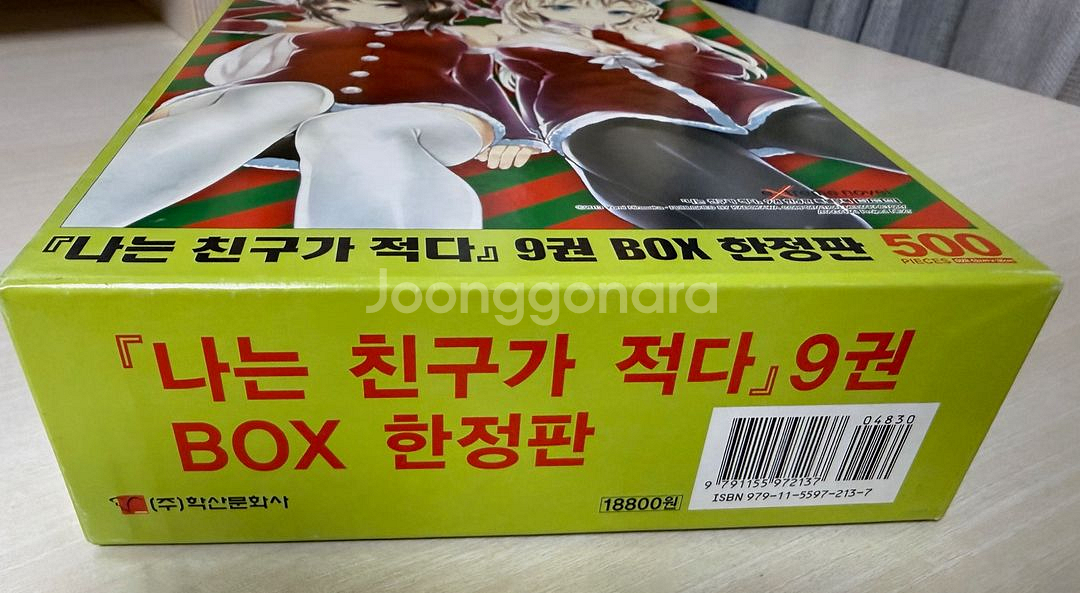 extreme novel
『나는 친구가 적다』 9권 BOX 한정판 500
PIECES
Joonggonara
『나는 친구가 적다』 9권
BOX 한정판
04830
9 791155 972137
ISBN 979-11-5597-213-7
(주)학산문화사
18800원